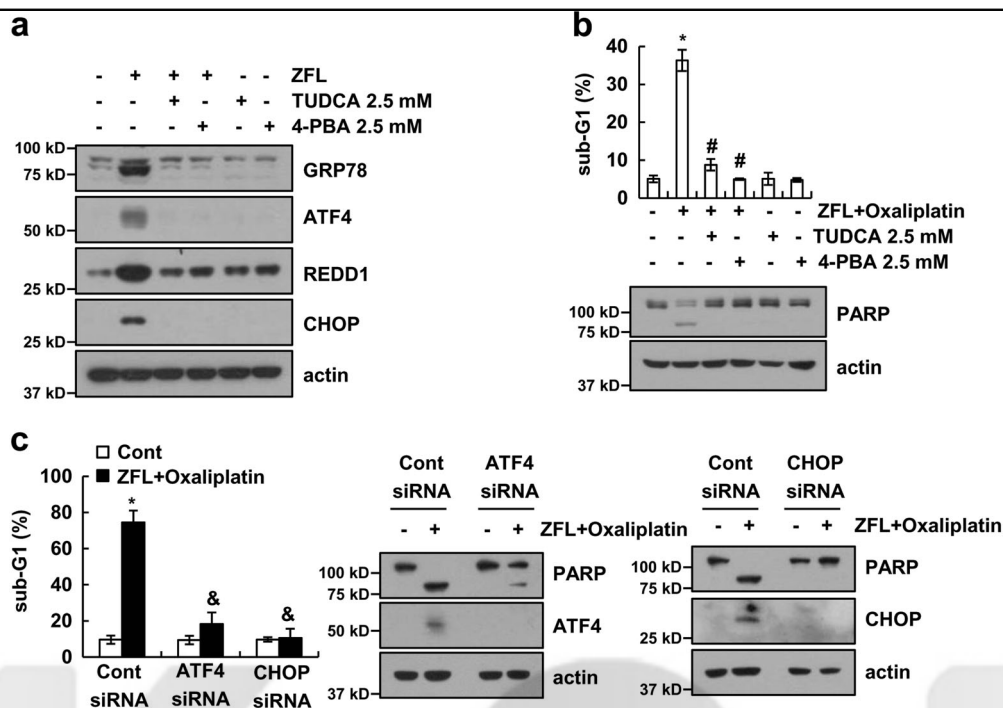 a
- + + + - - ZFL
- - + - + - TUDCA 2.5 mM
- - - + - + 4-PBA 2.5 mM
100 kD
75 kD
GRP78
50 kD
ATF4
25 kD
REDD1
25 kD
CHOP
37 kD
actin
b
sub-G1 (%)
40
30
20
10
0
*
#
#
- + + + - - ZFL+Oxaliplatin
- - + - + - TUDCA 2.5 mM
- - - + - + 4-PBA 2.5 mM
100 kD
75 kD
PARP
37 kD
actin
c
Cont
ZFL+Oxaliplatin
sub-G1 (%)
100
80
60
40
20
0
*
&
&
Cont siRNA
ATF4 siRNA
CHOP siRNA
Cont siRNA
ATF4 siRNA
- + - + ZFL+Oxaliplatin
100 kD
75 kD
PARP
50 kD
ATF4
37 kD
actin
Cont siRNA
CHOP siRNA
- + - + ZFL+Oxaliplatin
100 kD
75 kD
PARP
25 kD
CHOP
37 kD
actin